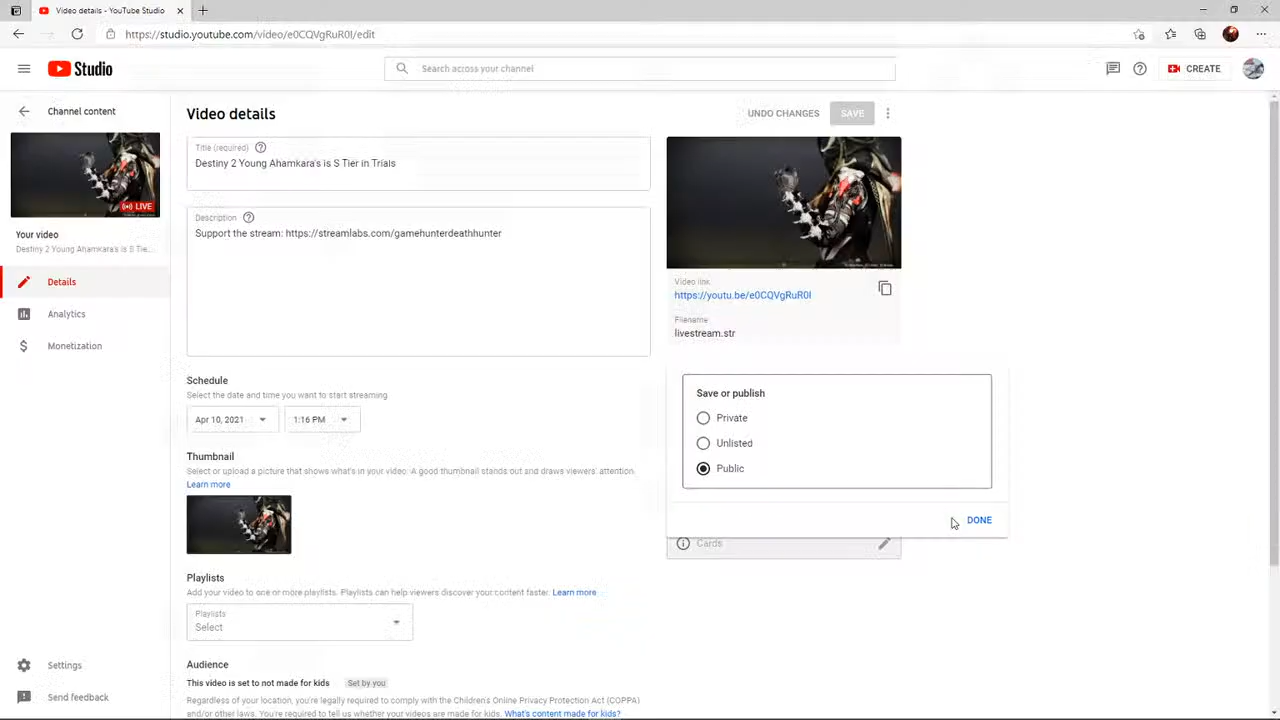 Video details - YouTube Studio
https://studio.youtube.com/video/e0CQVgRuR0I/edit
Studio
Search across your channel
CREATE
Channel content
Video details
UNDO CHANGES
SAVE
LIVE
Title (required)
Destiny 2 Young Ahamkara's is S Tier in Trials
Description
Support the stream: https://streamlabs.com/gamehunterdeathhunter
Your video
Destiny 2 Young Ahamkara's is S Tie...
Details
Analytics
Monetization
Video link
https://youtu.be/e0CQVgRuR0I
Filename
livestream.str
Schedule
Select the date and time you want to start streaming
Apr 10, 2021
1:16 PM
Save or publish
Private
Unlisted
Public
DONE
Cards
Thumbnail
Select or upload a picture that shows what's in your video. A good thumbnail stands out and draws viewers' attention.
Learn more
Playlists
Add your video to one or more playlists. Playlists can help viewers discover your content faster. Learn more
Playlists
Select
Audience
This video is set to not made for kids Set by you
Regardless of your location, you're legally required to comply with the Children's Online Privacy Protection Act (COPPA)
and/or other laws. You're required to tell us whether your videos are made for kids. What's content made for kids?
Settings
Send feedback